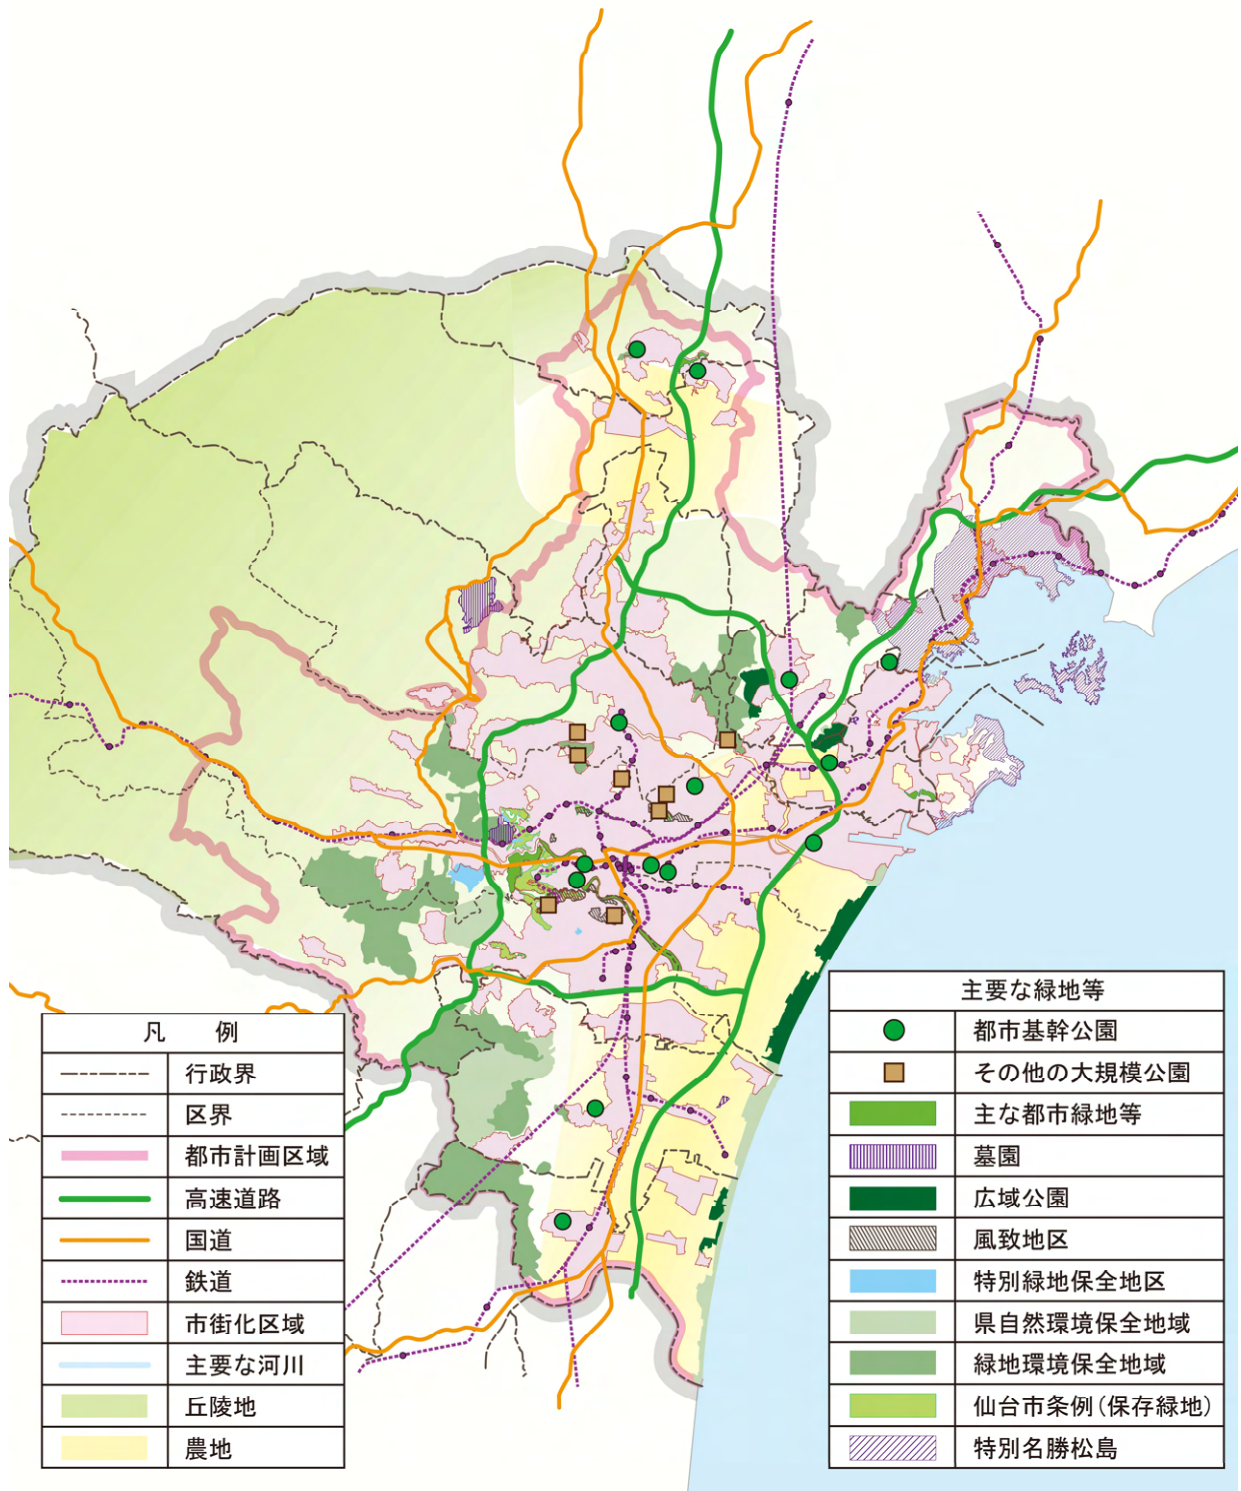 凡 例
行政界
区界
都市計画区域
高速道路
国道
鉄道
市街化区域
主要な河川
丘陵地
農地
主要な緑地等
都市基幹公園
その他の大規模公園
主な都市緑地等
墓園
広域公園
風致地区
特別緑地保全地区
県自然環境保全地域
緑地環境保全地域
仙台市条例(保存緑地)
特別名勝松島